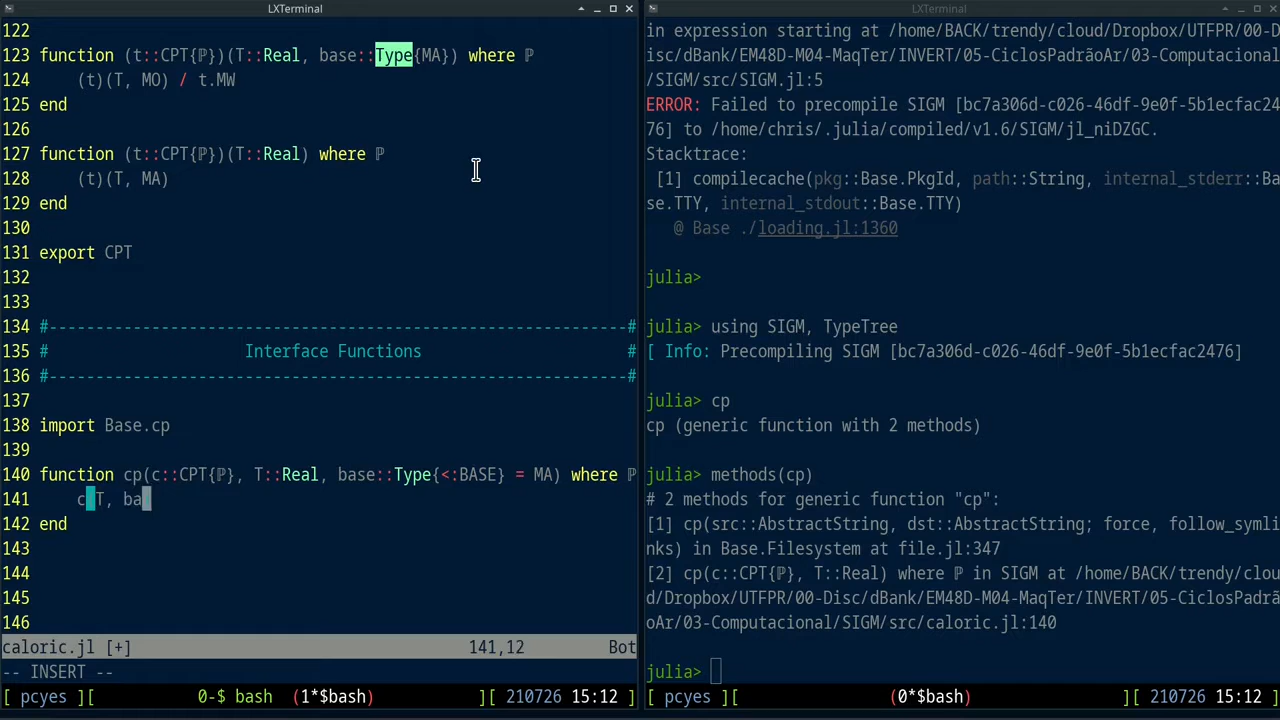 LXTerminal
122
123 function (t::CPT{ℙ})(T::Real, base::Type{MA}) where ℙ
124     (t)(T, MO) / t.MW
125 end
126
127 function (t::CPT{ℙ})(T::Real) where ℙ
128     (t)(T, MA)
129 end
130
131 export CPT
132
133
134 #--------------------------------------------------------------#
135 #                     Interface Functions                      #
136 #--------------------------------------------------------------#
137
138 import Base.cp
139
140 function cp(c::CPT{ℙ}, T::Real, base::Type{<:BASE} = MA) where ℙ
141     c(T, ba)
142 end
143
144
145
146
caloric.jl [+]                                    141,12         Bot
-- INSERT --
[ pcyes ][           0-$ bash  (1*$bash)           ][ 210726 15:12 ]
LXTerminal
in expression starting at /home/BACK/trendy/cloud/Dropbox/UTFPR/00-D
isc/dBank/EM48D-M04-MaqTer/INVERT/05-CiclosPadrãoAr/03-Computacional
/SIGM/src/SIGM.jl:5
ERROR: Failed to precompile SIGM [bc7a306d-c026-46df-9e0f-5b1ecfac24
76] to /home/chris/.julia/compiled/v1.6/SIGM/jl_niDZGC.
Stacktrace:
 [1] compilecache(pkg::Base.PkgId, path::String, internal_stderr::Ba
se.TTY, internal_stdout::Base.TTY)
   @ Base ./loading.jl:1360
julia>
julia> using SIGM, TypeTree
[ Info: Precompiling SIGM [bc7a306d-c026-46df-9e0f-5b1ecfac2476]
julia> cp
cp (generic function with 2 methods)
julia> methods(cp)
# 2 methods for generic function "cp":
[1] cp(src::AbstractString, dst::AbstractString; force, follow_symli
nks) in Base.Filesystem at file.jl:347
[2] cp(c::CPT{ℙ}, T::Real) where ℙ in SIGM at /home/BACK/trendy/clou
d/Dropbox/UTFPR/00-Disc/dBank/EM48D-M04-MaqTer/INVERT/05-CiclosPadrã
oAr/03-Computacional/SIGM/src/caloric.jl:140
julia>
[ pcyes ][                (0*$bash)                ][ 210726 15:12 ]